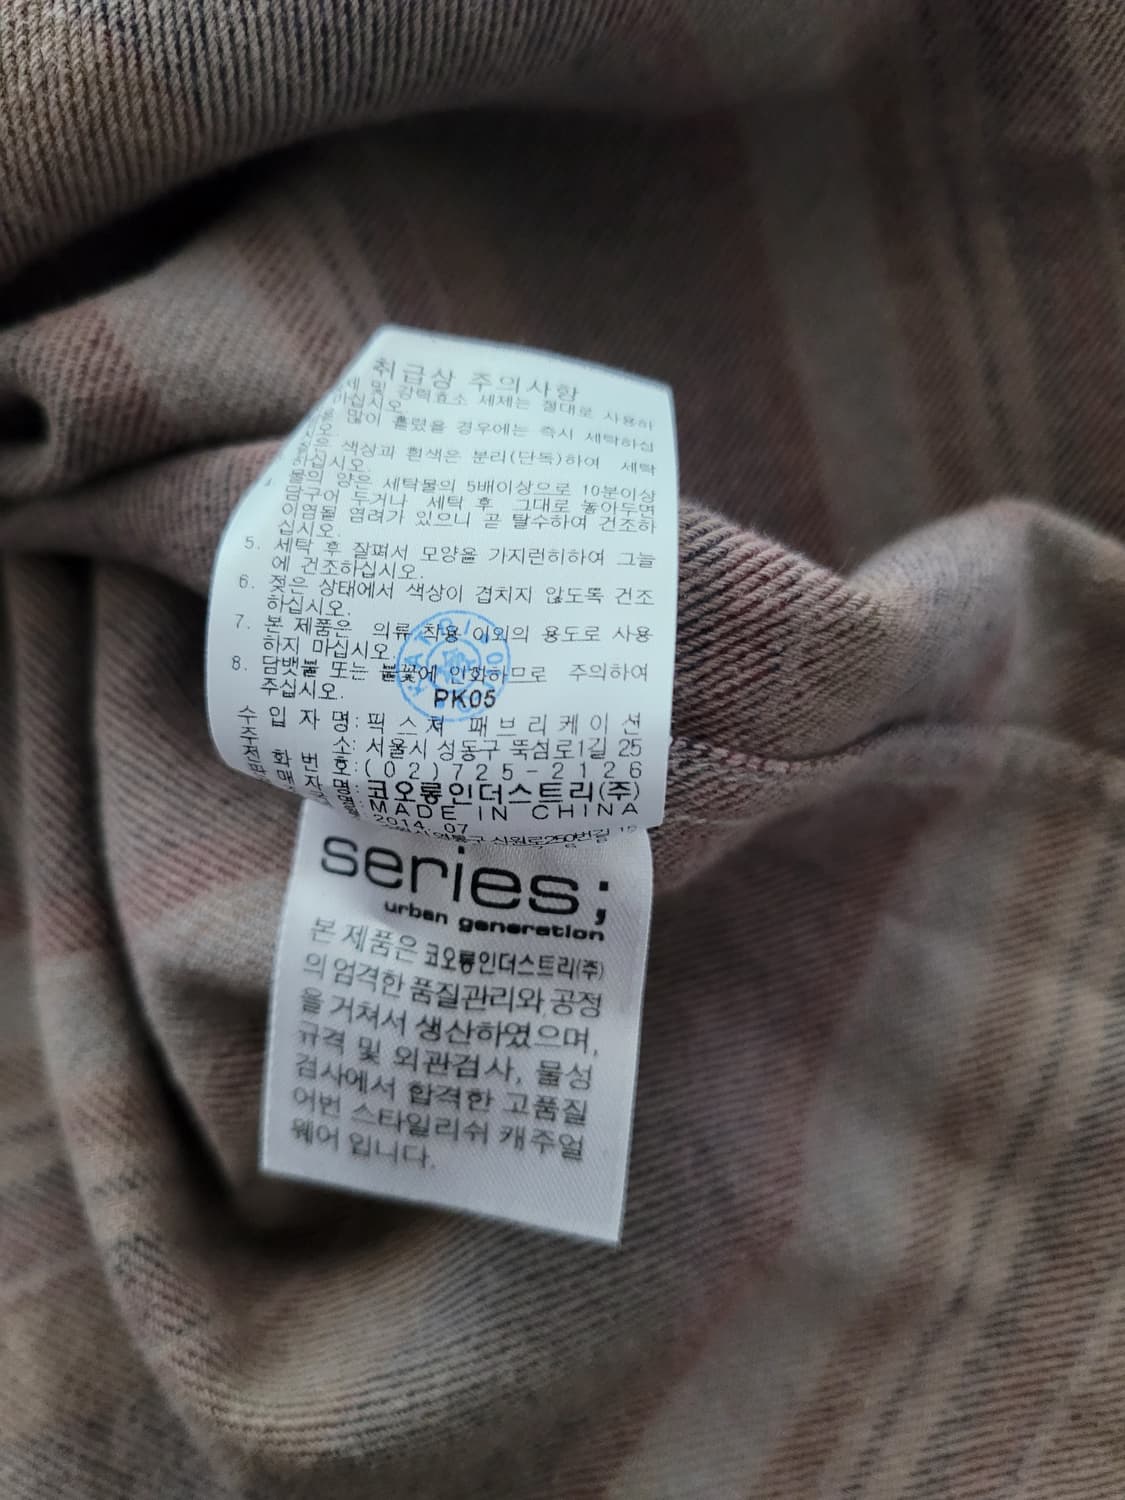 취급상 주의사항
및 강력효소 세제는 절대로 사용하
마십시오.
많이 흘렸을 경우에는 즉시 세탁하십
시오.
색상과 흰색은 분리(단독)하여 세탁
하십시오.
물의 양은 세탁물의 5배이상으로 10분이상
담구어 두거나 세탁 후 그대로 놓아두면
이염될 염려가 있으니 곧 탈수하여 건조하
십시오.
5. 세탁 후 잘펴서 모양을 가지런히하여 그늘
에 건조하십시오.
6. 젖은 상태에서 색상이 겹치지 않도록 건조
하십시오.
7. 본 제품은 의류 착용 이외의 용도로 사용
하지 마십시오.
8. 담뱃불 또는 불꽃에 인화하므로 주의하여
주십시오.
PK05
수입자명: 픽스처 패브리케이션
주 소: 서울시 성동구 뚝섬로1길 25
전화번호: (02)725-2126
판매자명: 코오롱인더스트리(주)
MADE IN CHINA
2014.07
series;
urban generation
본 제품은 코오롱인더스트리(주)
의 엄격한 품질관리와 공정
을 거쳐서 생산하였으며,
규격 및 외관검사, 물성
검사에서 합격한 고품질
어번 스타일리쉬 캐주얼
웨어 입니다.